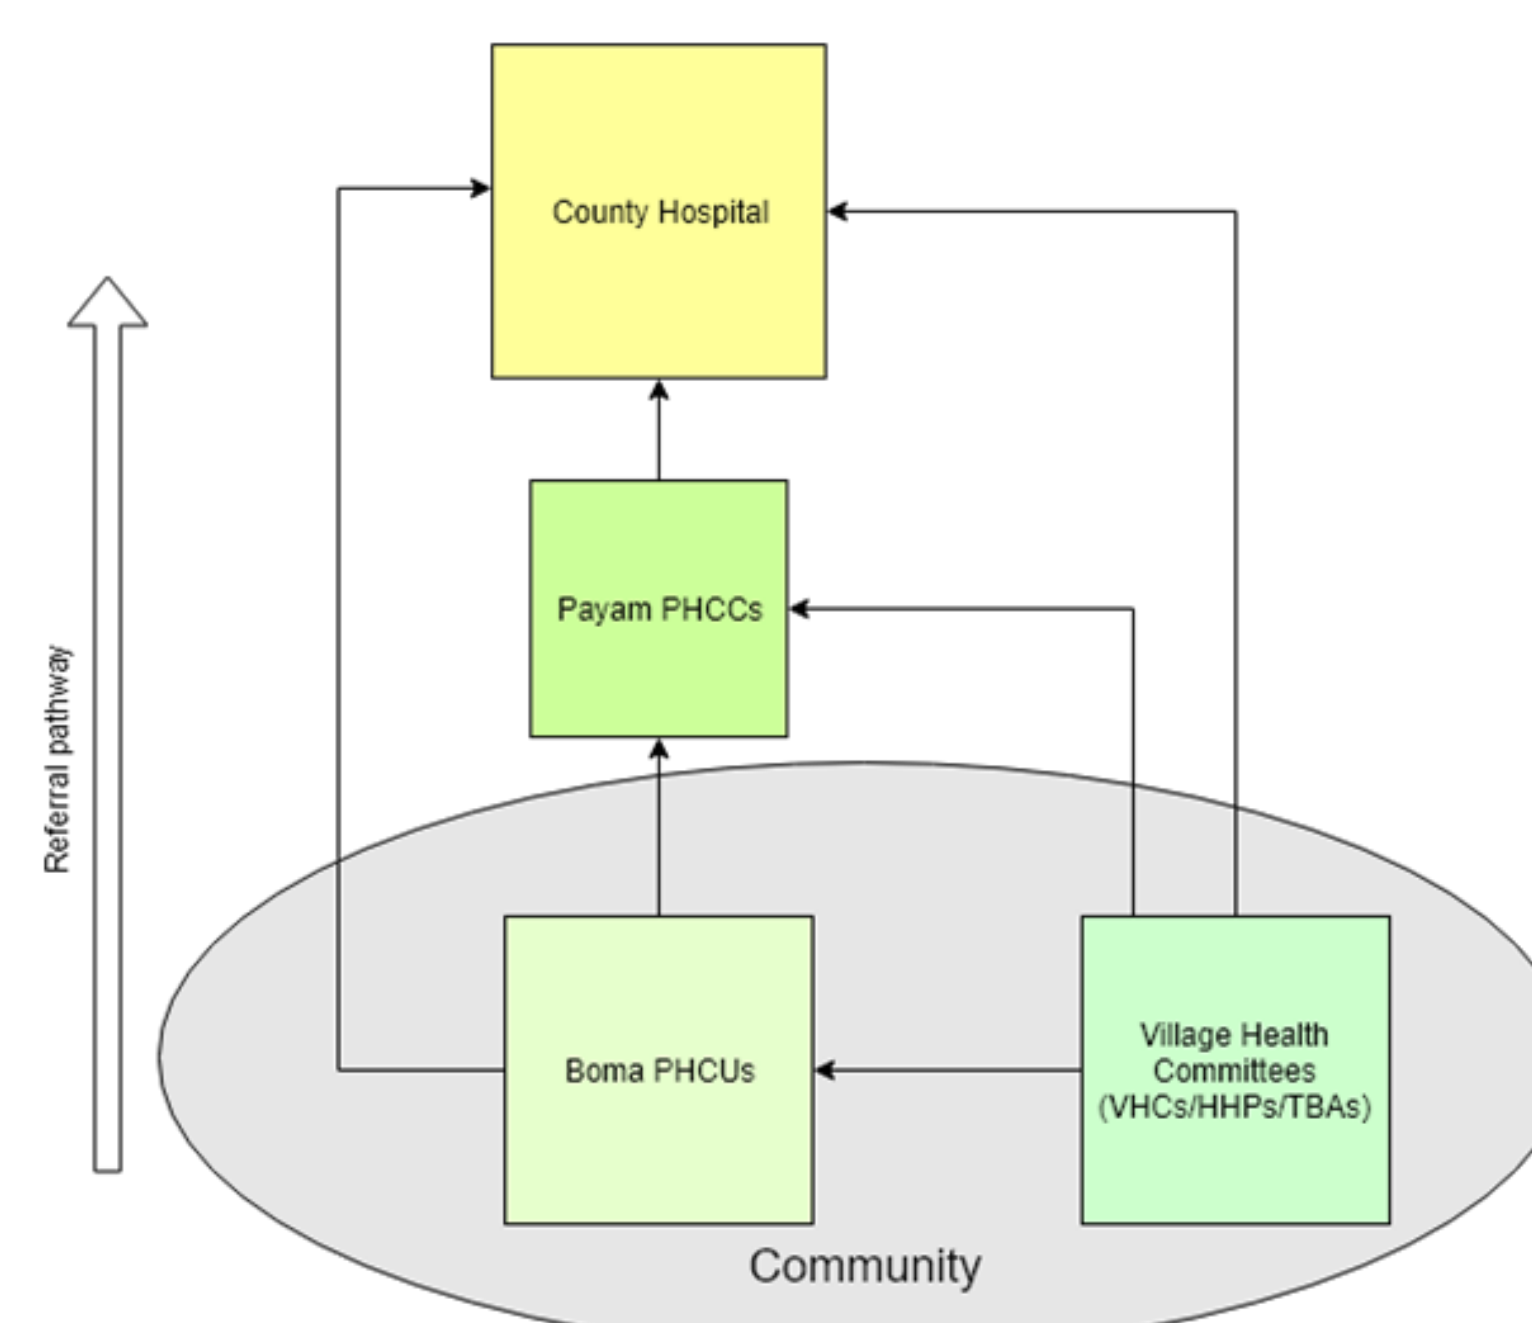 County Hospital
Payam PHCCs
Referral pathway
Boma PHCUs
Village Health
Committees
(VHCs/HHPs/TBAs)
Community